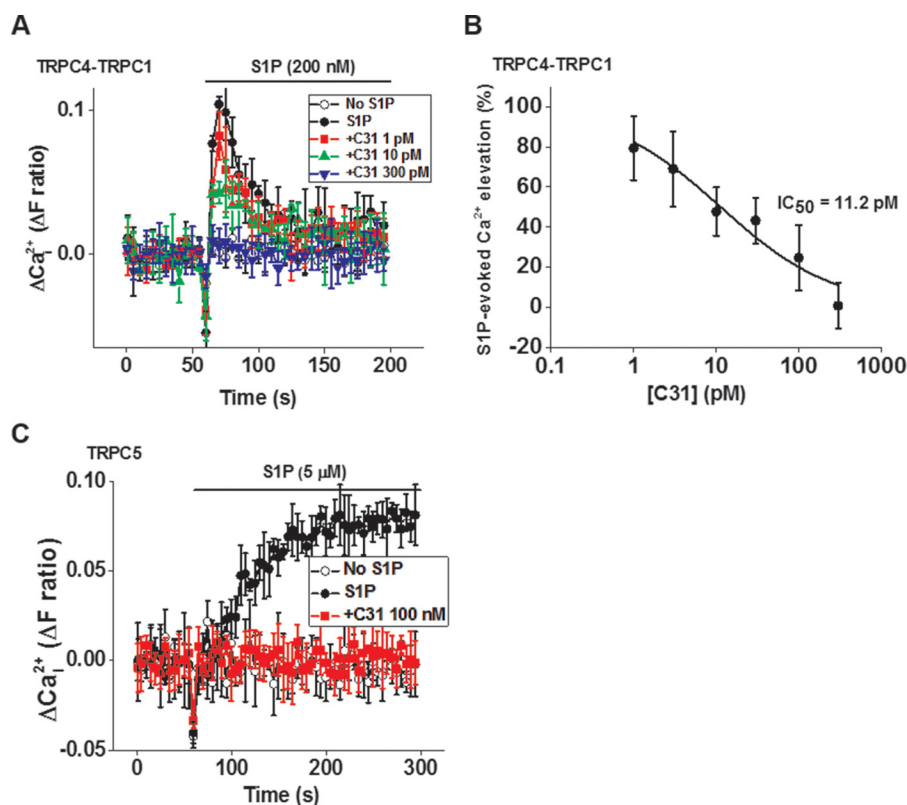 A
TRPC4-TRPC1
S1P (200 nM)
No S1P
S1P
+C31 1 pM
+C31 10 pM
+C31 300 pM
0.1
0.0
ΔCa²⁺ᵢ (ΔF ratio)
0 50 100 150 200
Time (s)
B
TRPC4-TRPC1
S1P-evoked Ca²⁺ elevation (%)
100
80
60
40
20
0
-20
IC₅₀ = 11.2 pM
0.1 1 10 100 1000
[C31] (pM)
C
TRPC5
S1P (5 µM)
0.10
0.05
0.00
-0.05
ΔCa²⁺ᵢ (ΔF ratio)
No S1P
S1P
+C31 100 nM
0 100 200 300
Time (s)